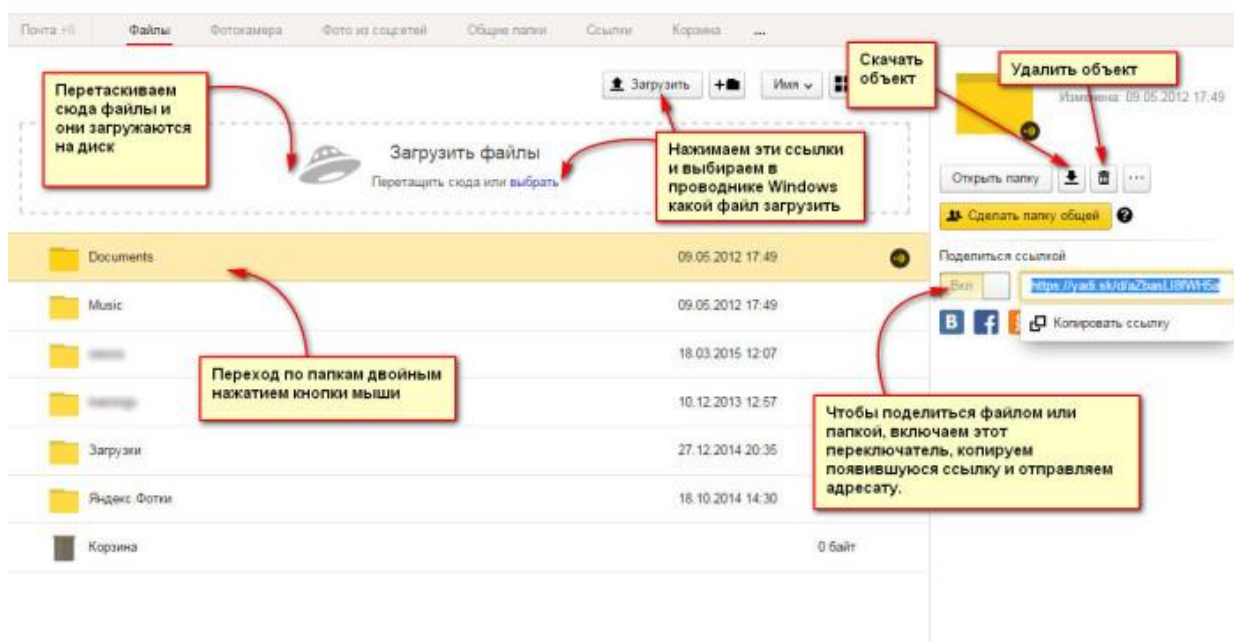 Почта +6 Файлы Фотокамера Фото из соцсетей Общие папки Ссылки Корзина ...
Перетаскиваем
сюда файлы и
они загружаются
на диск
Загрузить
Имя
Скачать
объект
Удалить объект
Изменена: 09.05.2012 17:49
Загрузить файлы
Перетащить сюда или выбрать
Нажимаем эти ссылки
и выбираем в
проводнике Windows
какой файл загрузить
Открыть папку
Сделать папку общей
Documents 09.05.2012 17:49
Music 09.05.2012 17:49
18.03.2015 12:07
10.12.2013 12:57
Загрузки 27.12.2014 20:35
Яндекс.Фотки 18.10.2014 14:30
Корзина 0 байт
Переход по папкам двойным
нажатием кнопки мыши
Поделиться ссылкой
Вкл
Копировать ссылку
Чтобы поделиться файлом или
папкой, включаем этот
переключатель, копируем
появившуюся ссылку и отправляем
адресату.